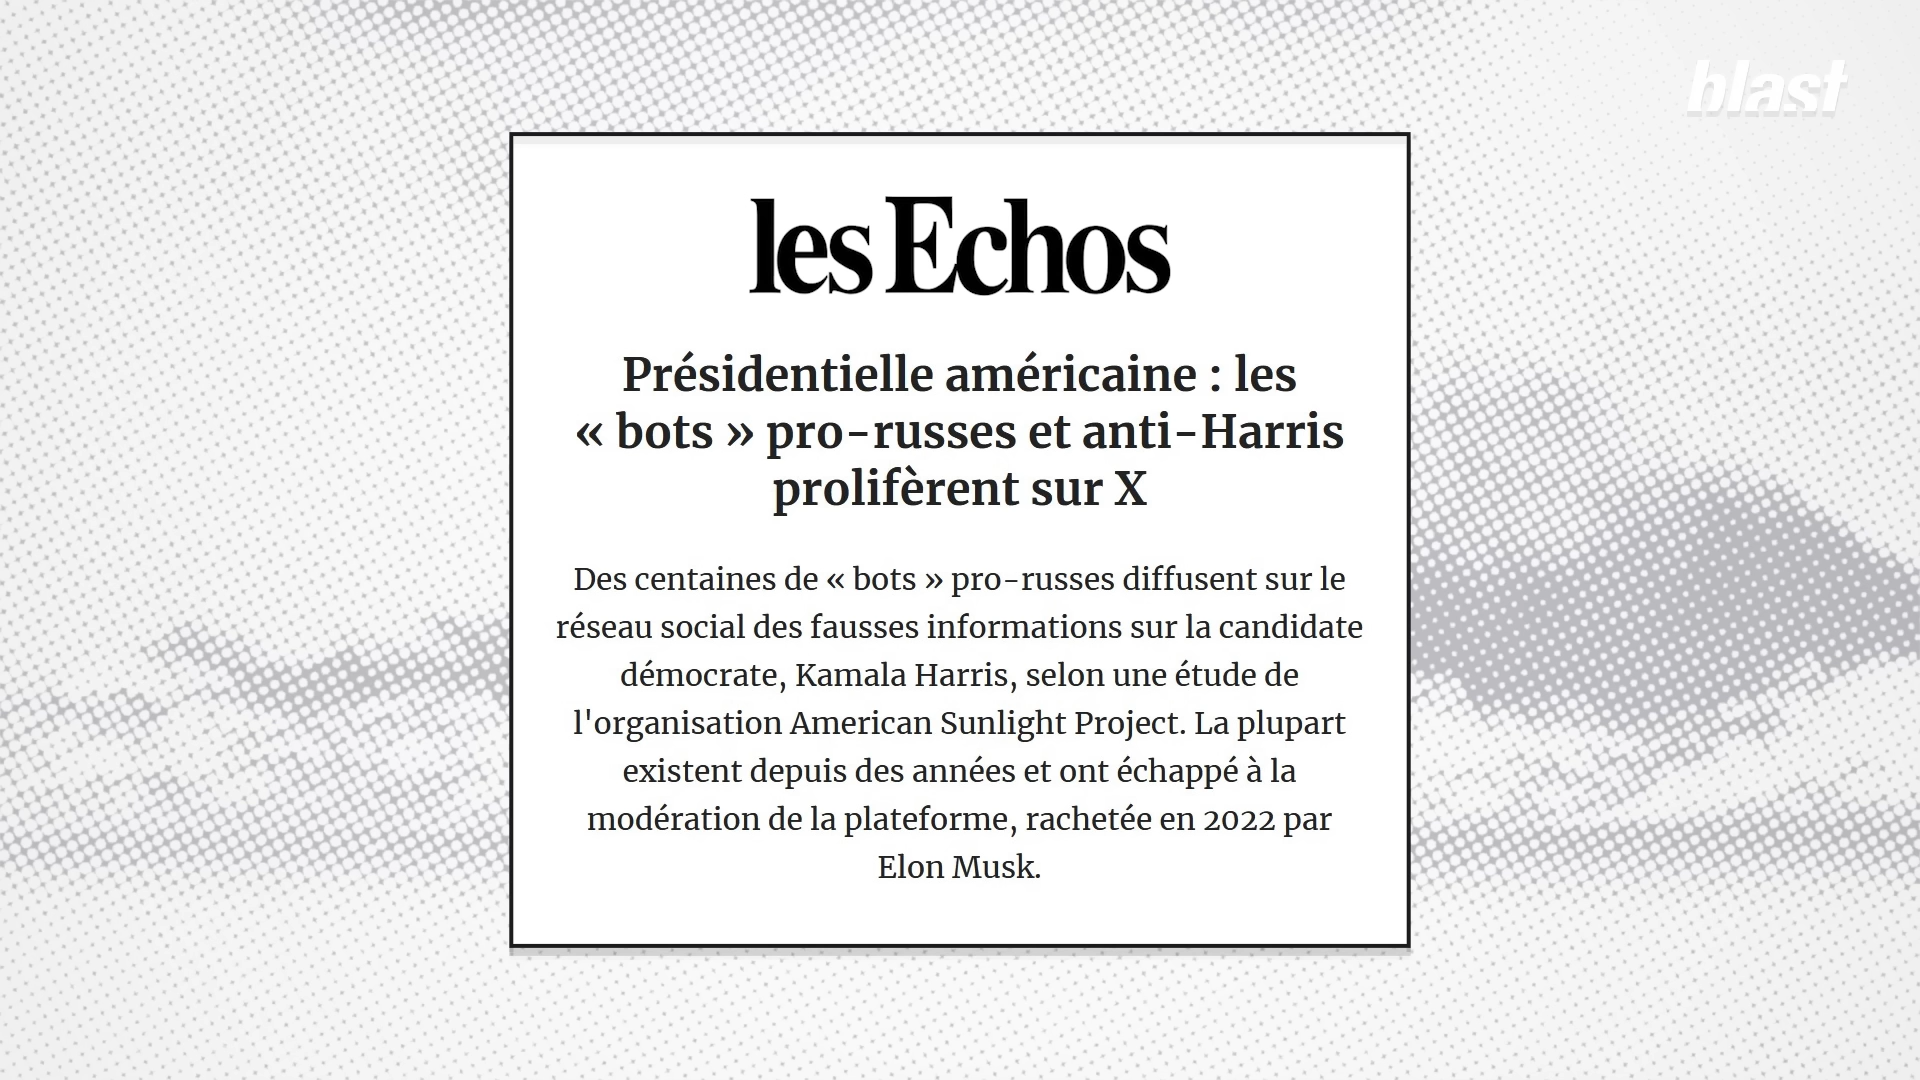 blast
les Echos
Présidentielle américaine : les
« bots » pro-russes et anti-Harris
prolifèrent sur X
Des centaines de « bots » pro-russes diffusent sur le
réseau social des fausses informations sur la candidate
démocrate, Kamala Harris, selon une étude de
l'organisation American Sunlight Project. La plupart
existent depuis des années et ont échappé à la
modération de la plateforme, rachetée en 2022 par
Elon Musk.